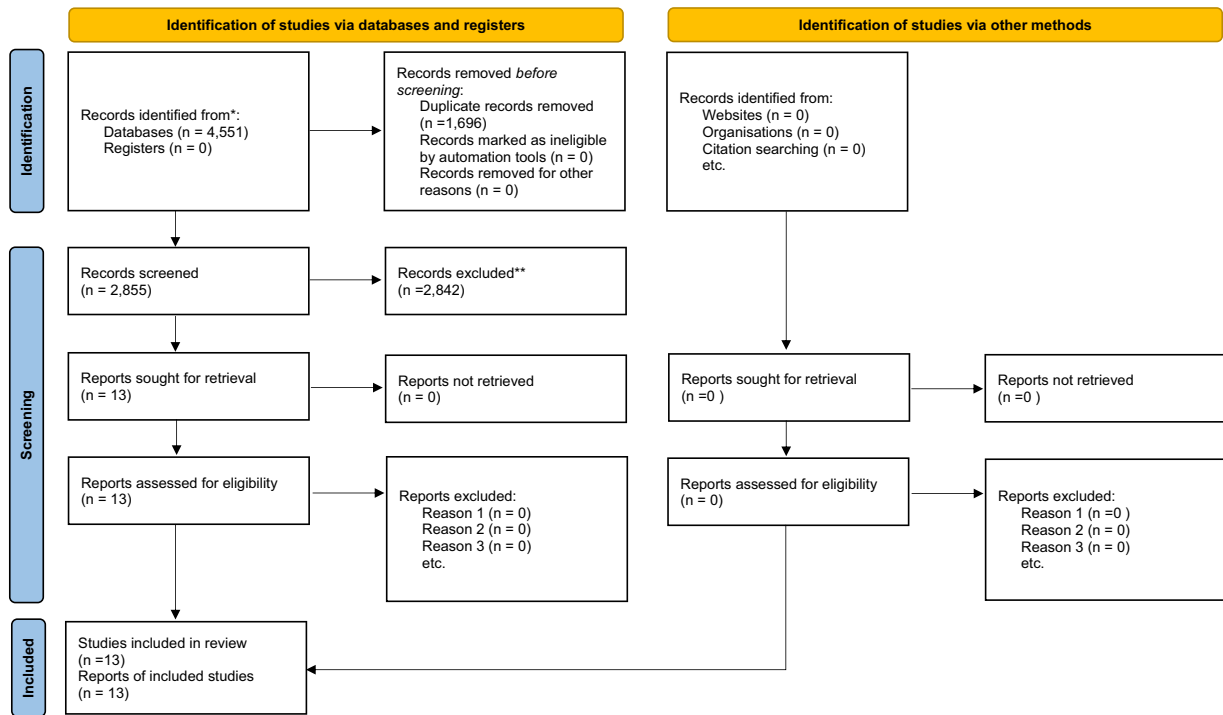 Identification of studies via databases and registers
Identification of studies via other methods
Identification
Records identified from*:
Databases (n = 4,551)
Registers (n = 0)
Records removed before
screening:
Duplicate records removed
(n =1,696)
Records marked as ineligible
by automation tools (n = 0)
Records removed for other
reasons (n = 0)
Records identified from:
Websites (n = 0)
Organisations (n = 0)
Citation searching (n = 0)
etc.
Screening
Records screened
(n = 2,855)
Records excluded**
(n =2,842)
Reports sought for retrieval
(n = 13)
Reports not retrieved
(n = 0)
Reports sought for retrieval
(n =0 )
Reports not retrieved
(n =0 )
Reports assessed for eligibility
(n = 13)
Reports excluded:
Reason 1 (n = 0)
Reason 2 (n = 0)
Reason 3 (n = 0)
etc.
Reports assessed for eligibility
(n = 0)
Reports excluded:
Reason 1 (n =0 )
Reason 2 (n = 0)
Reason 3 (n = 0)
etc.
Included
Studies included in review
(n =13)
Reports of included studies
(n = 13)